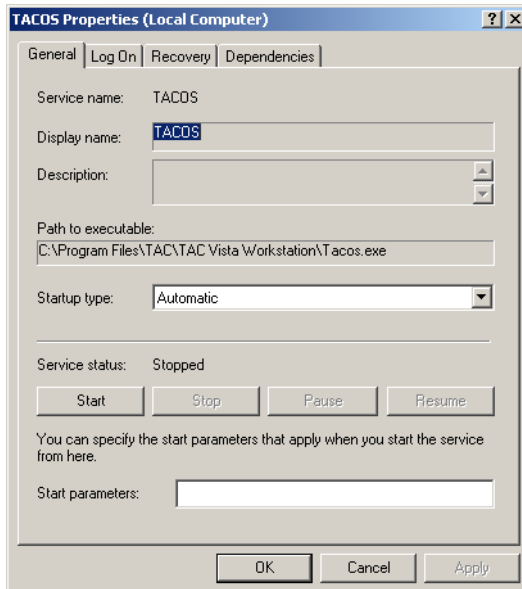 TACOS Properties (Local Computer)
General Log On Recovery Dependencies
Service name: TACOS
Display name: TACOS
Description:
Path to executable:
C:\Program Files\TAC\TAC Vista Workstation\Tacos.exe
Startup type: Automatic
Service status: Stopped
Start Stop Pause Resume
You can specify the start parameters that apply when you start the service
from here.
Start parameters:
OK Cancel Apply